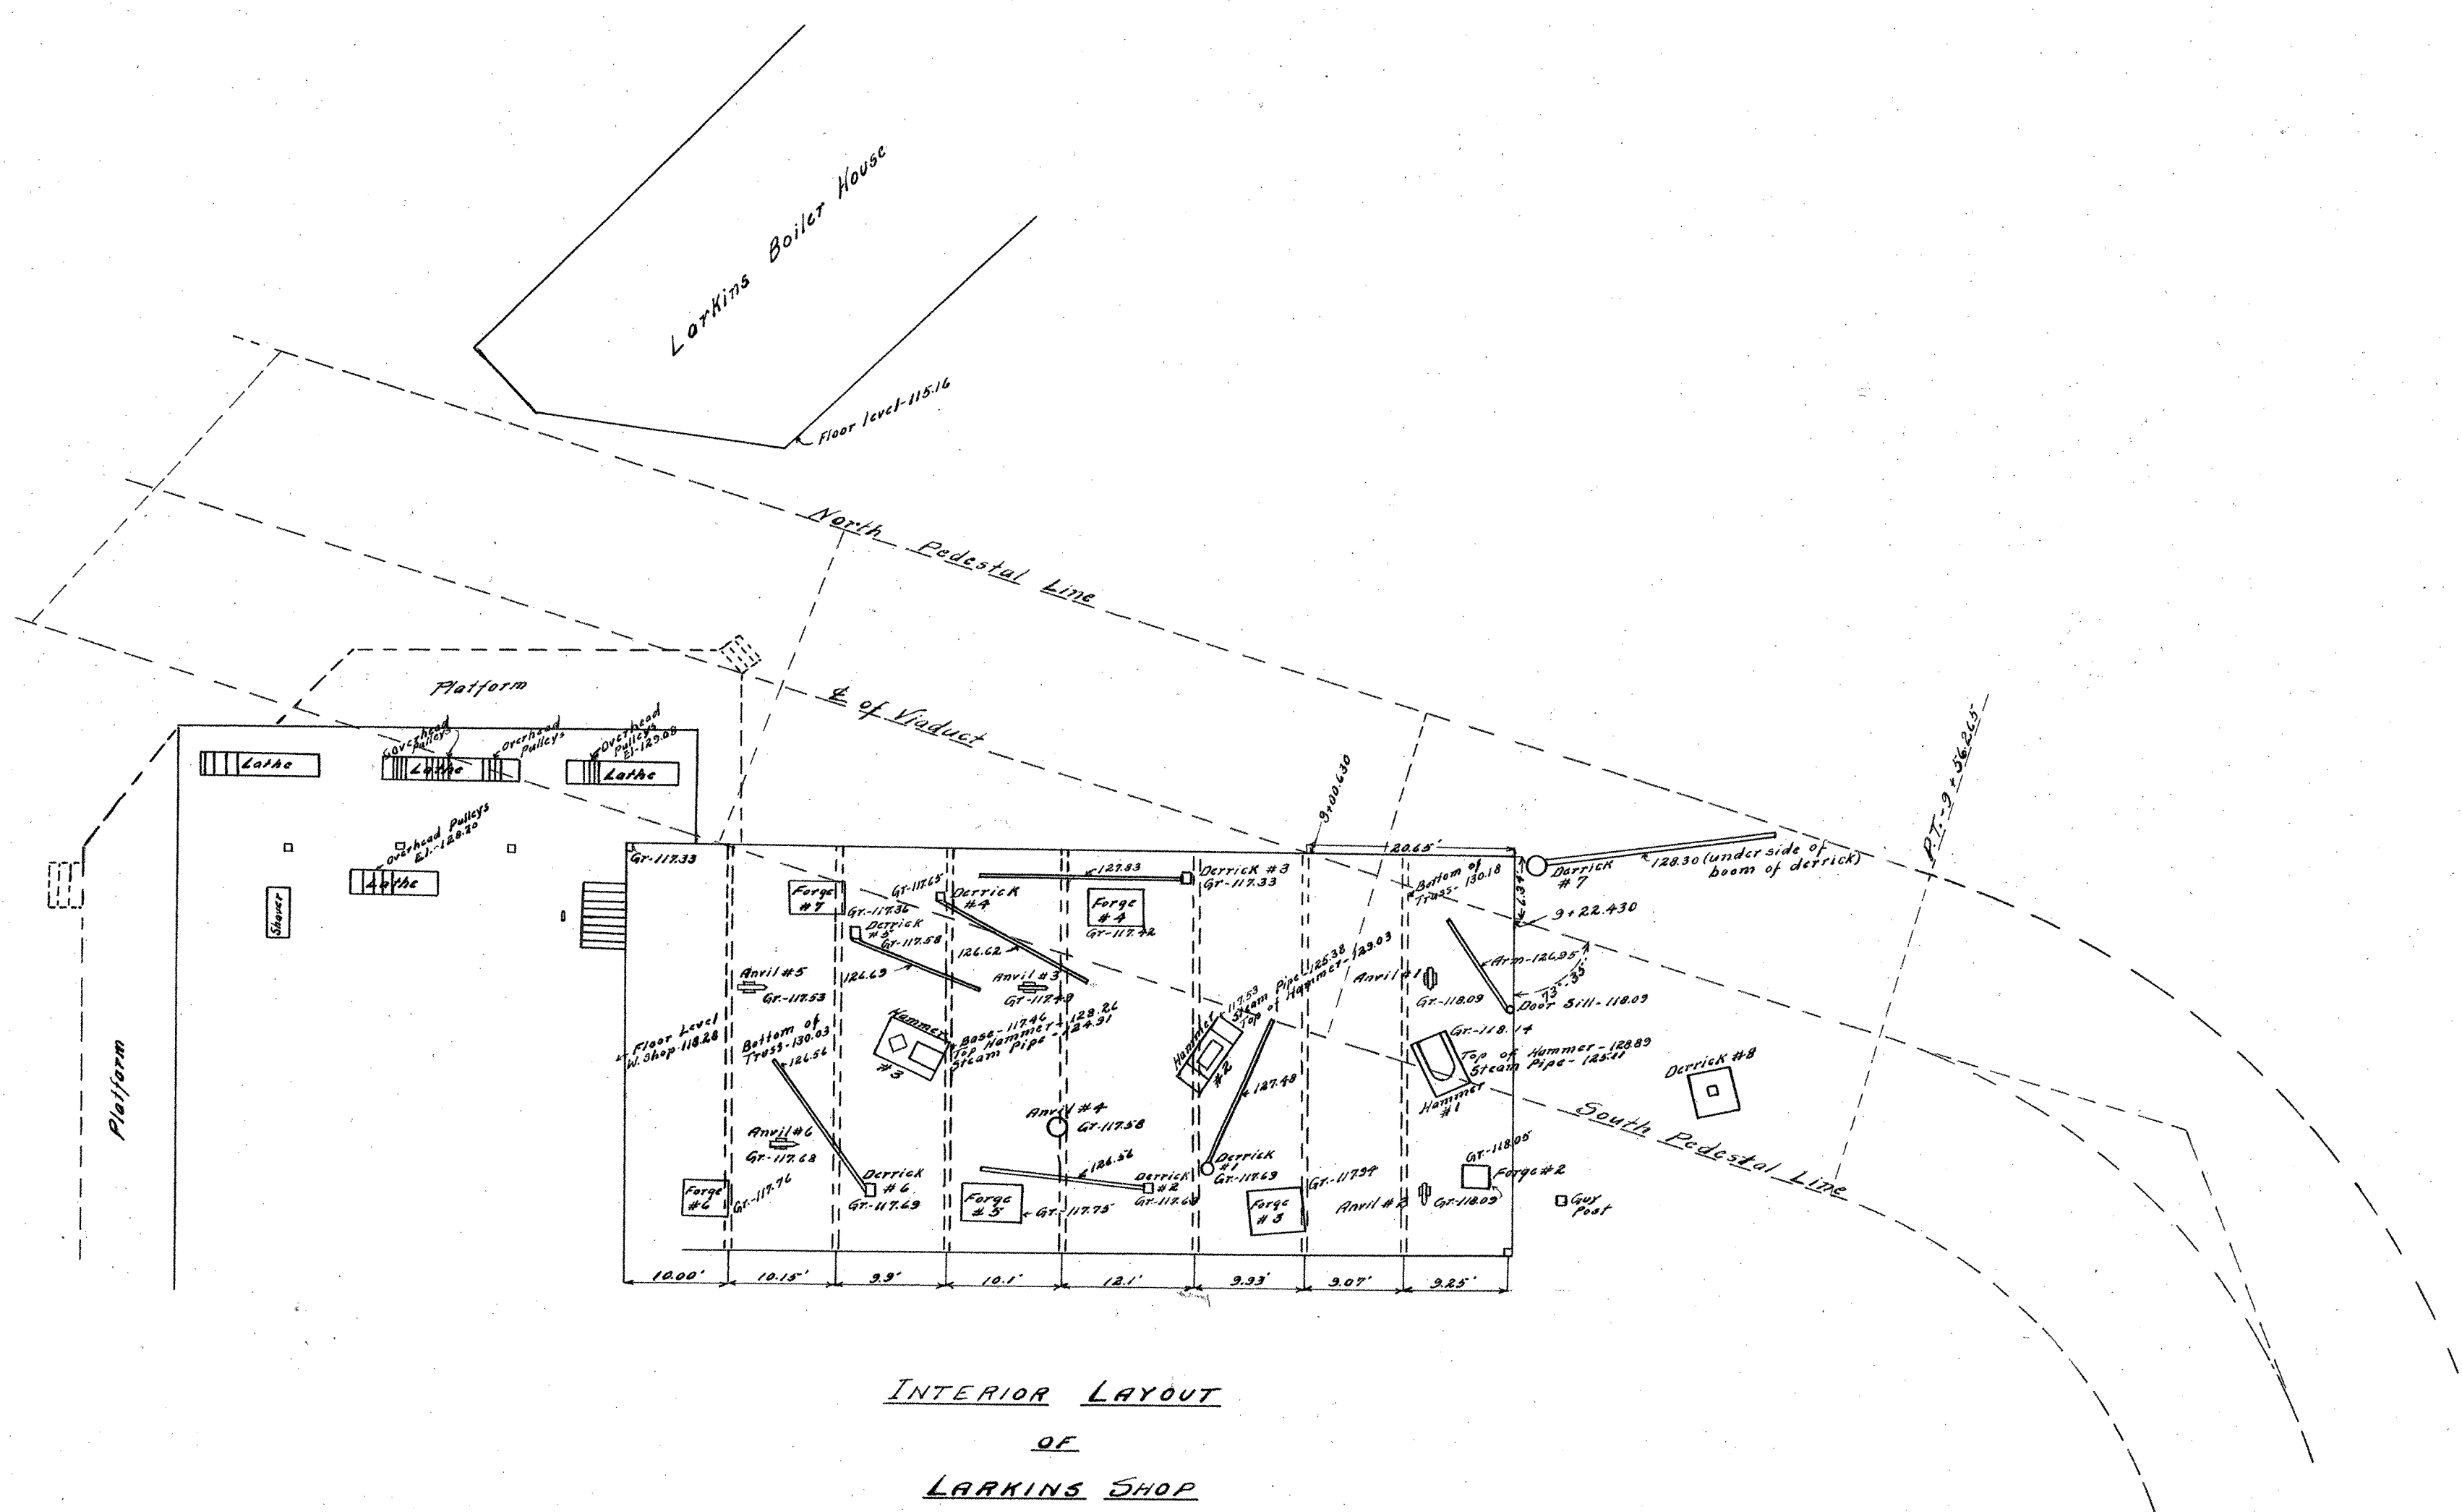 Larkins Boiler House
Floor level-115.16
North Pedestal Line
℄ of Viaduct
Platform
Overhead
Pulleys
Overhead
Pulleys
Overhead
Pulleys
El-129.08
Lathe
Lathe
Lathe
Overhead Pulleys
El.-128.20
Lathe
Shaver
Platform
9+00.630
P.T.-9+56.265
20.65'
Gr-117.33
Forge
#7
Gr.-117.36
Gr-117.65
Derrick
#4
127.83
Derrick #3
Gr-117.33
Forge
#4
Gr-117.42
Bottom of
Truss-130.18
Derrick
#7
128.30 (under side of
boom of derrick)
9+22.430
Derrick
#5
Gr-117.58
126.69
126.62
Anvil #5
Gr.-117.53
Anvil #3
Steam Pipe-125.38
Top of Hammer-129.03
117.53
Hammer
#2
Anvil #1
Gr-118.09
Arm-126.95
73°-35'
Door Sill-118.09
Floor Level
W. Shop-118.28
Bottom of
Truss-130.03
126.56
Hammer
#3
Base-117.46
Top Hammer-128.26
Steam Pipe-124.91
Gr-118.14
Top of Hammer-128.89
Hammer
#1
127.48
Derrick #8
South Pedestal Line
Anvil #4
Gr-117.58
Anvil #6
Gr-117.68
Forge
#6
Gr-117.76
Derrick
#6
Gr.-117.69
126.56
Forge
#5
Gr-117.75
Derrick
#2
Derrick
#1
Gr-117.69
Forge
#3
Gr-117.94
Anvil #2
Gr-118.09
Gr-118.05
Forge #2
Guy
Post
10.00' 10.15' 9.9' 10.1' 12.1' 9.93' 9.07' 9.25'
INTERIOR LAYOUT
OF
LARKINS SHOP